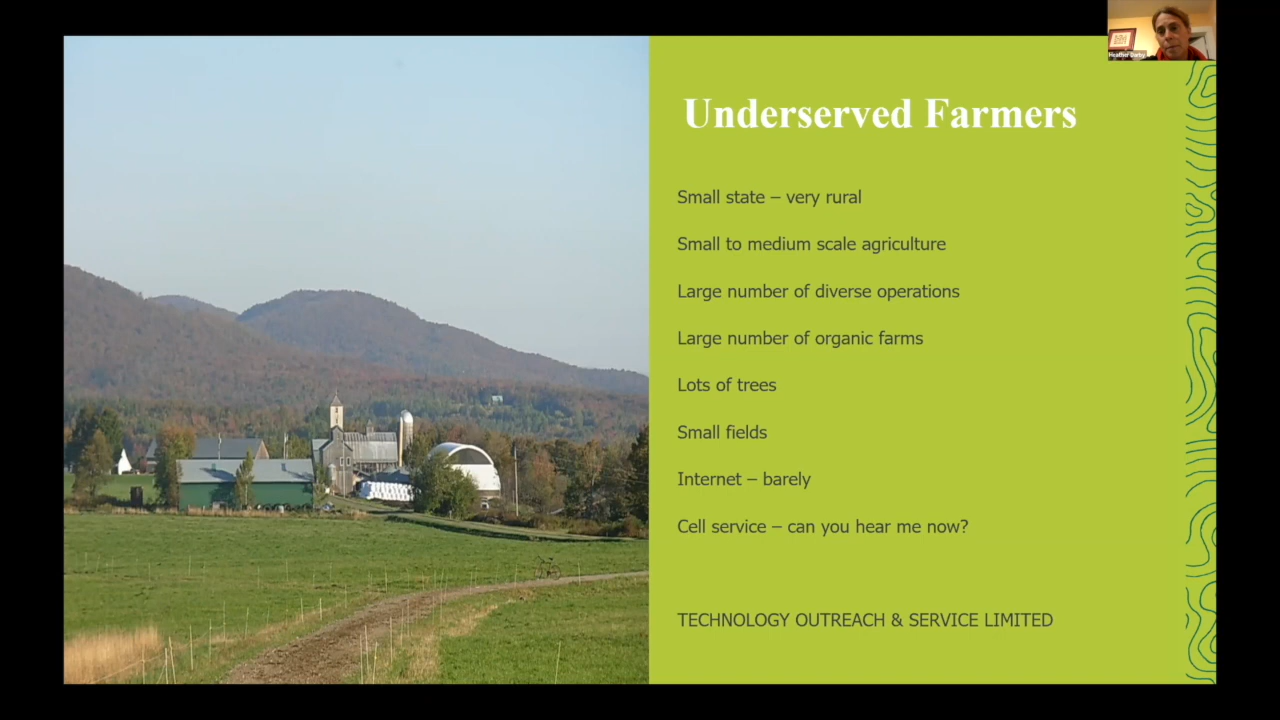 Heather Darby
Underserved Farmers
Small state – very rural
Small to medium scale agriculture
Large number of diverse operations
Large number of organic farms
Lots of trees
Small fields
Internet – barely
Cell service – can you hear me now?
TECHNOLOGY OUTREACH & SERVICE LIMITED